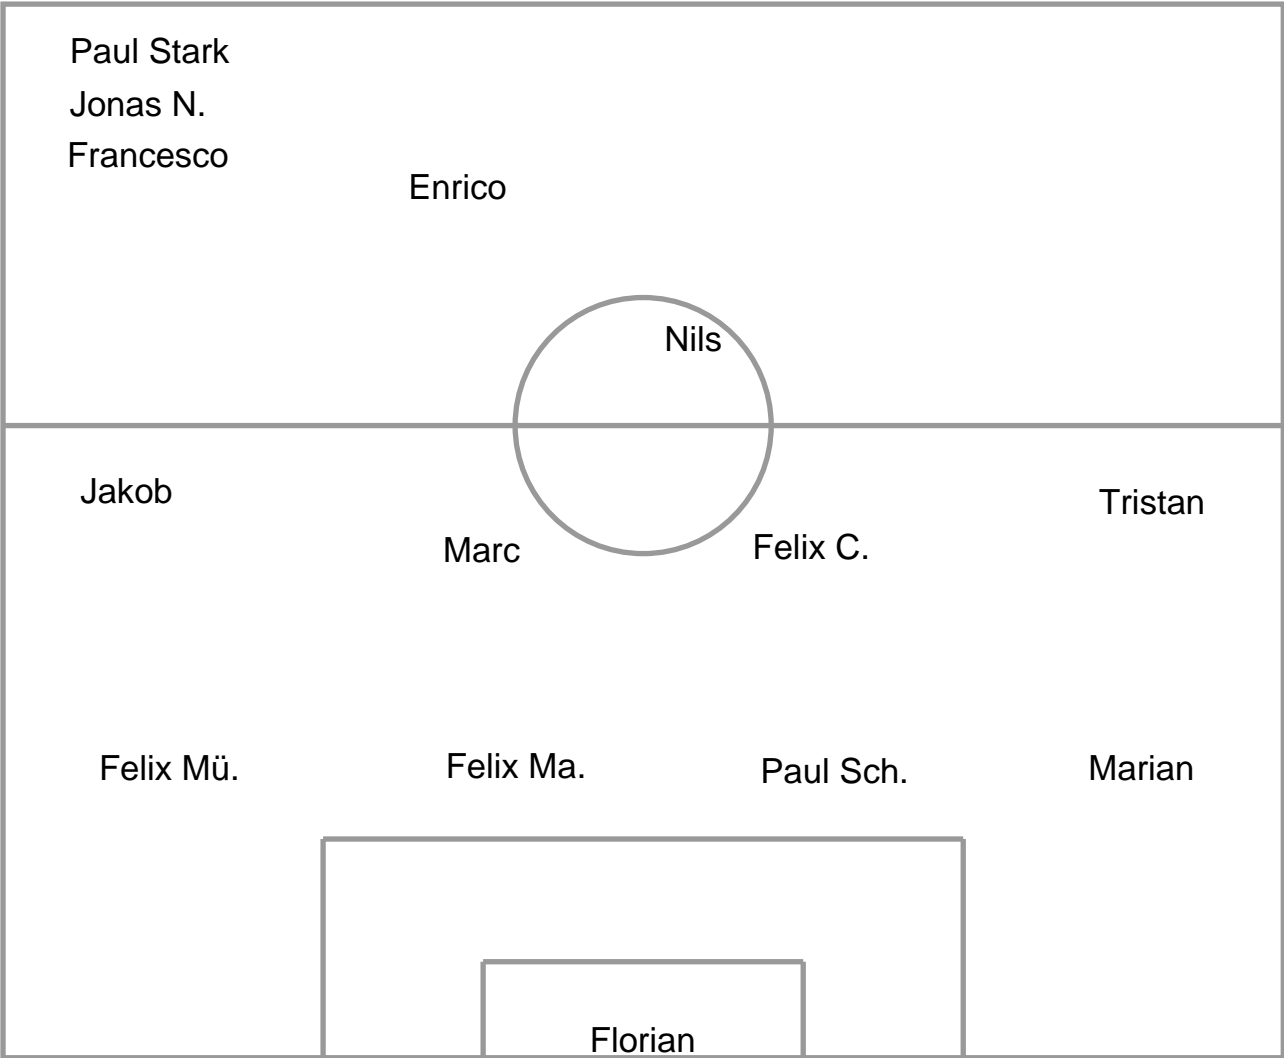 Paul Stark
Jonas N.
Francesco
Enrico
Nils
Jakob
Tristan
Marc
Felix C.
Felix Mü.
Felix Ma.
Paul Sch.
Marian
Florian